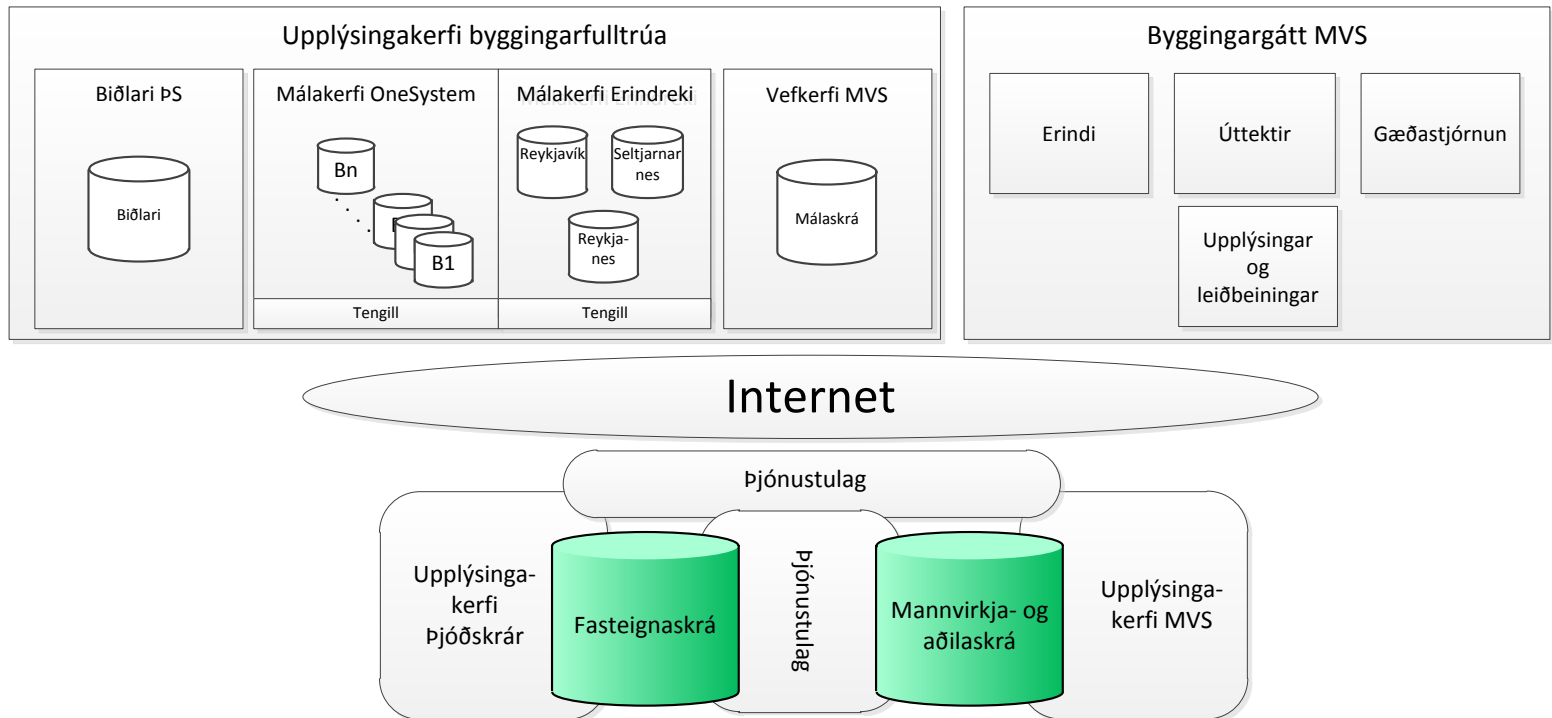 Upplýsingakerfi byggingarfulltrúa
Biðlari ÞS
Biðlari
Málakerfi OneSystem
Bn
B1
Tengill
Málakerfi Erindreki
Reykjavík
Seltjarnar
nes
Reykja-
nes
Tengill
Vefkerfi MVS
Málaskrá
Byggingargátt MVS
Erindi
Úttektir
Gæðastjórnun
Upplýsingar
og
leiðbeiningar
Internet
Þjónustulag
Upplýsinga-
kerfi
Þjóðskrár
Fasteignaskrá
Þjónustulag
Mannvirkja- og
aðilaskrá
Upplýsinga-
kerfi MVS